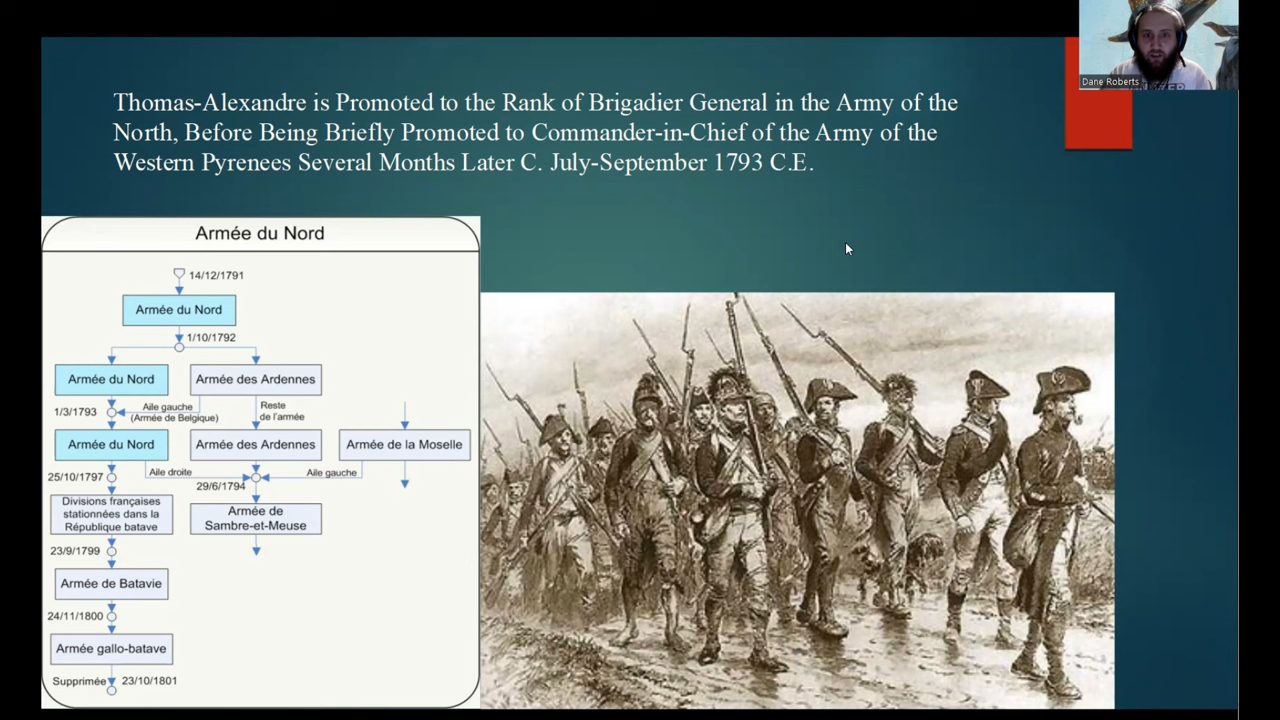 Dane Roberts
Thomas-Alexandre is Promoted to the Rank of Brigadier General in the Army of the
North, Before Being Briefly Promoted to Commander-in-Chief of the Army of the
Western Pyrenees Several Months Later C. July-September 1793 C.E.
Armée du Nord
14/12/1791
Armée du Nord
1/10/1792
Armée du Nord
Armée des Ardennes
1/3/1793
Aile gauche
(Armée de Belgique)
Reste
de l'armée
Armée du Nord
Armée des Ardennes
Armée de la Moselle
25/10/1797
Aile droite
Aile gauche
29/6/1794
Divisions françaises
stationnées dans la
République batave
Armée de
Sambre-et-Meuse
23/9/1799
Armée de Batavie
24/11/1800
Armée gallo-batave
Supprimée
23/10/1801